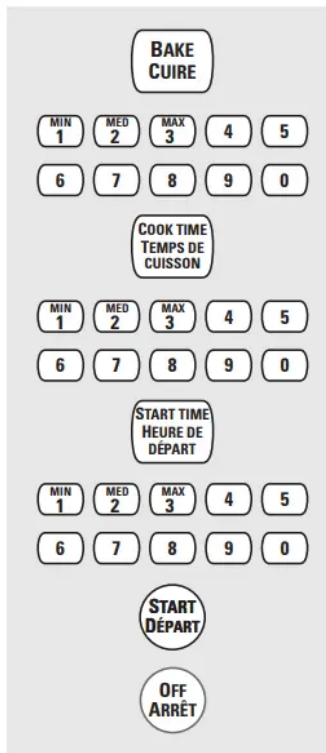 BAKE
CUIRE
MIN MED MAX
1 2 3 4 5
6 7 8 9 0
COOK TIME
TEMPS DE
CUISSON
MIN MED MAX
1 2 3 4 5
6 7 8 9 0
START TIME
HEURE DE
DÉPART
MIN MED MAX
1 2 3 4 5
6 7 8 9 0
START
DÉPART
OFF
ARRÊT